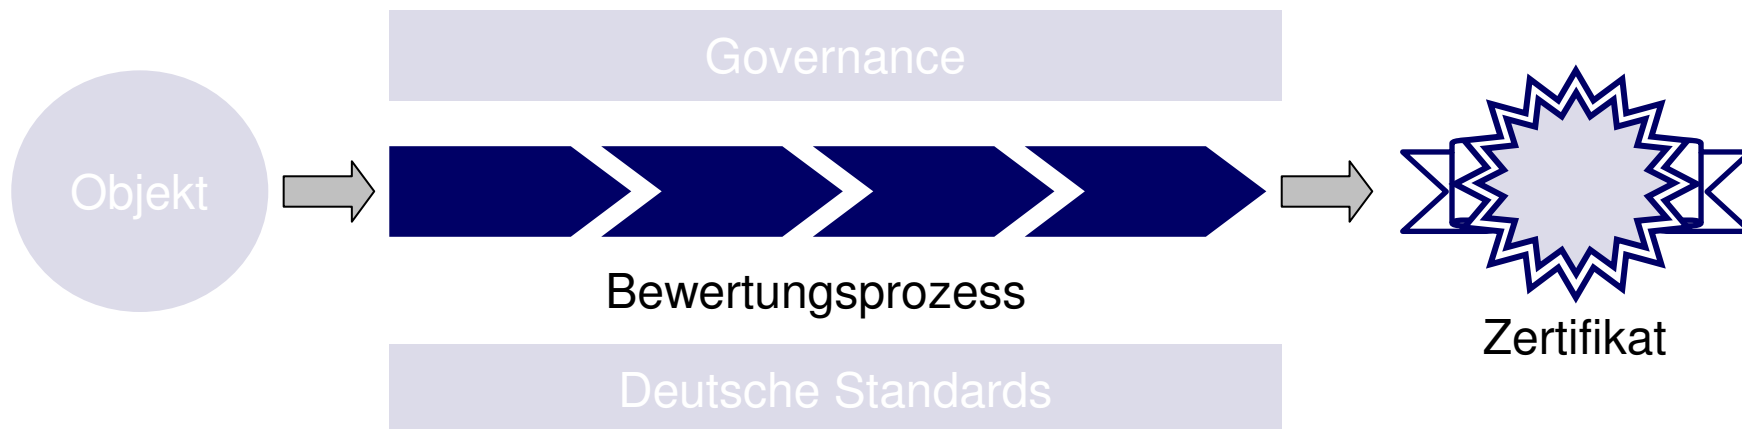 Governance
Objekt
Bewertungsprozess
Zertifikat
Deutsche Standards